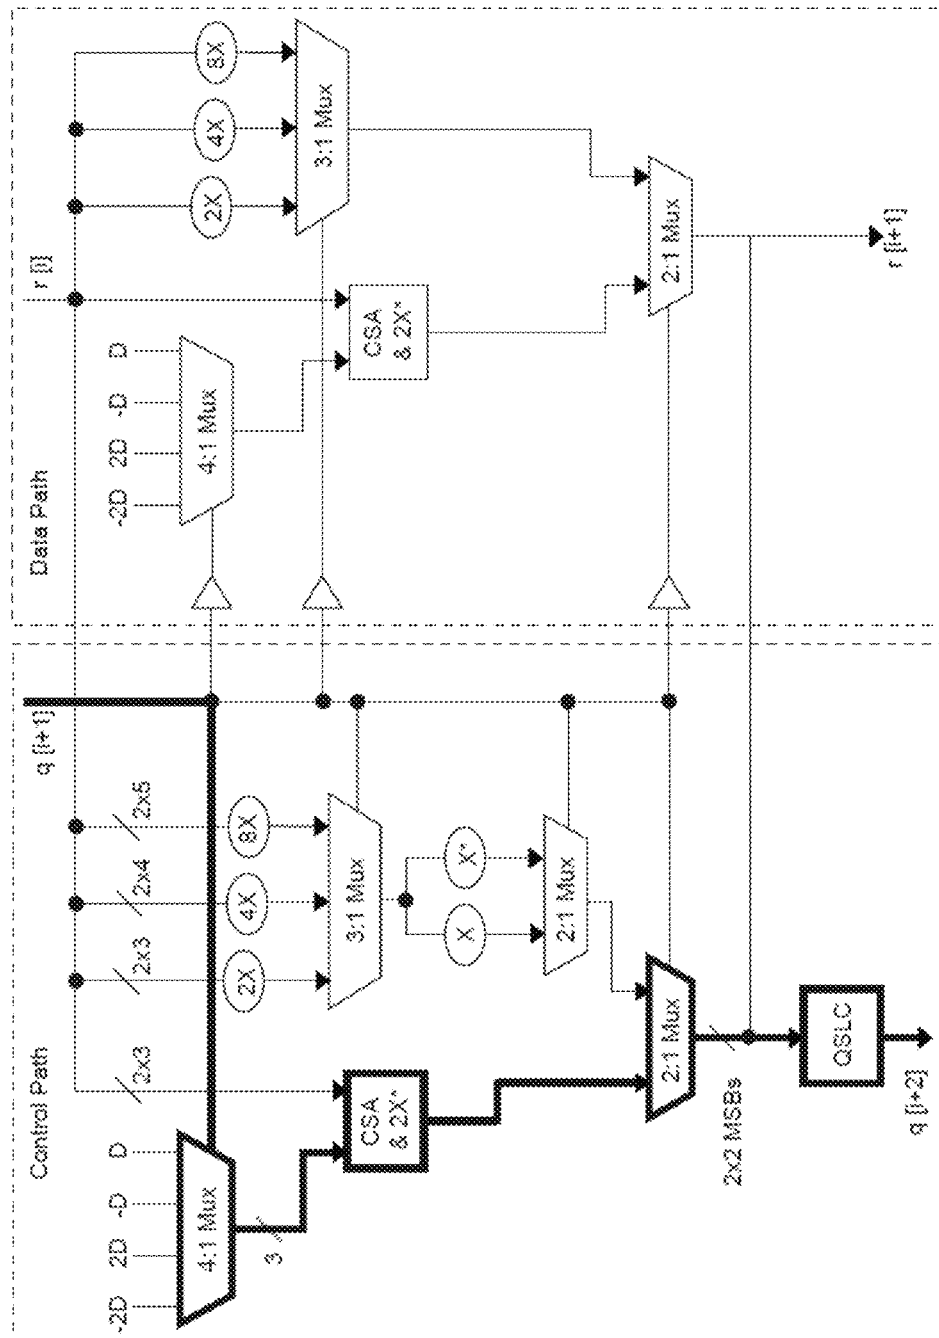 Control Path
Data Path
q [i+1]
r [i]
-2D
2D
-D
D
4:1 Mux
3
2x3
2x3
2x4
2x5
2X
4X
8X
3:1 Mux
CSA
& 2X*
X
X*
2:1 Mux
2:1 Mux
2x2 MSBs
QSLC
q [i+2]
-2D
2D
-D
D
4:1 Mux
CSA
& 2X*
2X
4X
8X
3:1 Mux
2:1 Mux
r [i+1]